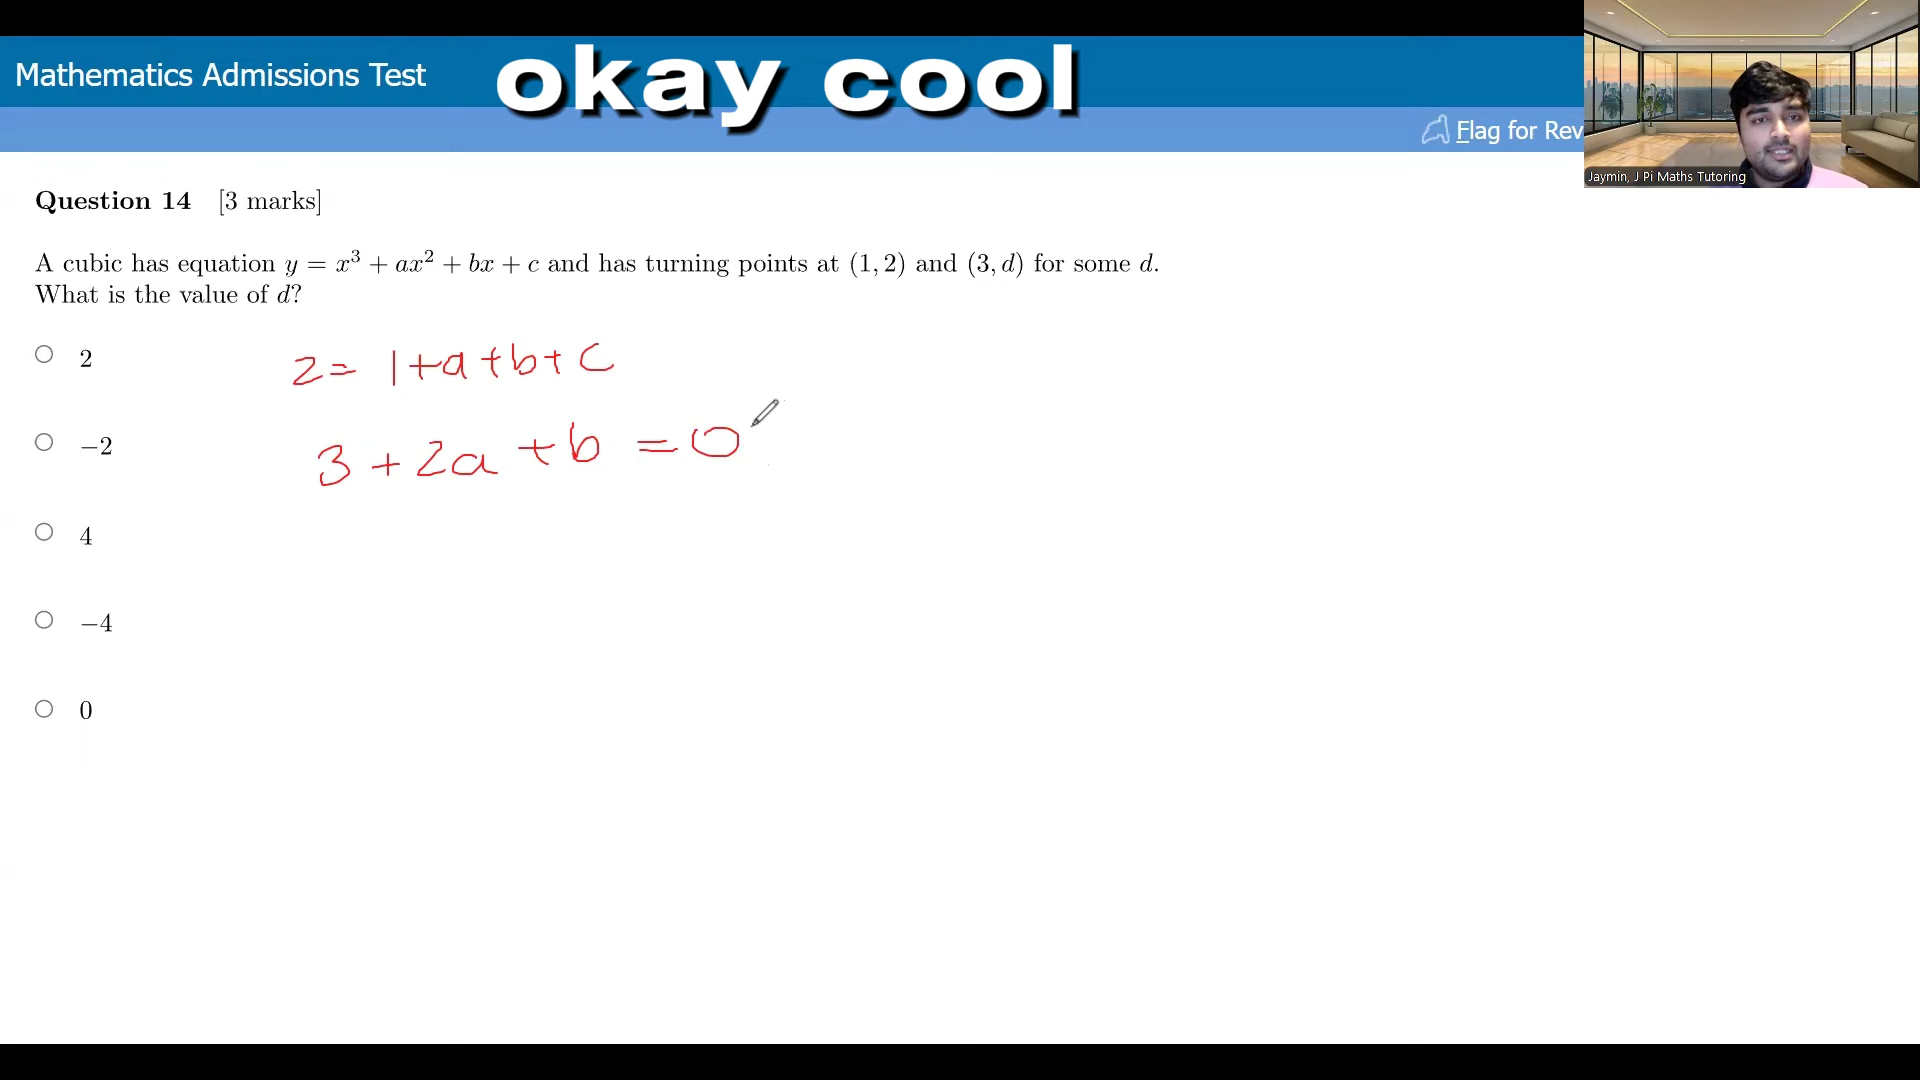 Mathematics Admissions Test
okay cool
Flag for Rev
Jaymin, J Pi Maths Tutoring
Question 14 [3 marks]
A cubic has equation y = x³ + ax² + bx + c and has turning points at (1, 2) and (3, d) for some d.
What is the value of d?
2
−2
4
−4
0
2 = 1 + a + b + c
3 + 2a + b = 0